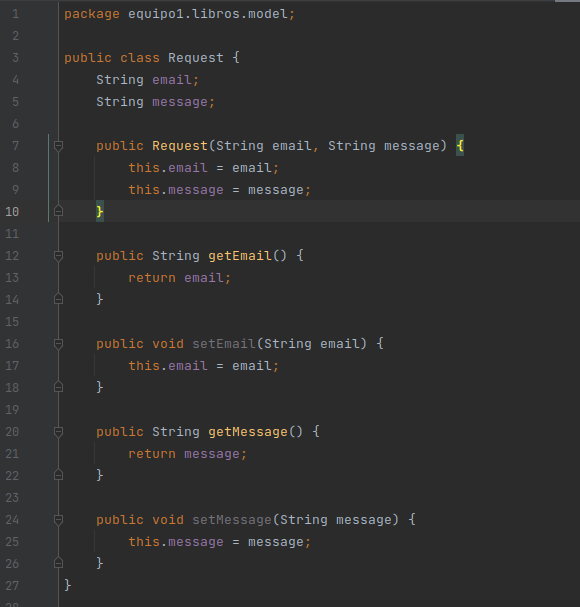 1 package equipo1.libros.model;
2
3 public class Request {
4     String email;
5     String message;
6
7     public Request(String email, String message) {
8         this.email = email;
9         this.message = message;
10     }
11
12     public String getEmail() {
13         return email;
14     }
15
16     public void setEmail(String email) {
17         this.email = email;
18     }
19
20     public String getMessage() {
21         return message;
22     }
23
24     public void setMessage(String message) {
25         this.message = message;
26     }
27 }